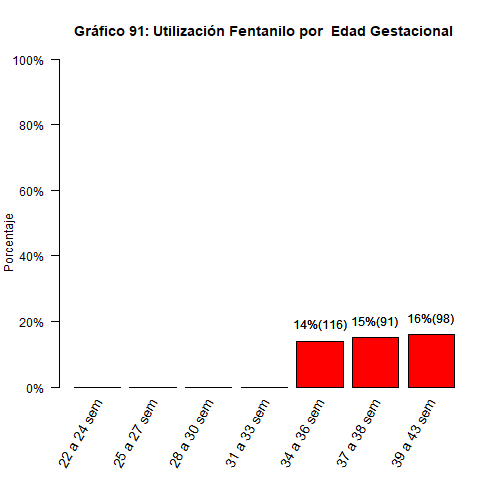 Gráfico 91: Utilización Fentanilo por  Edad Gestacional
Porcentaje
100%
80%
60%
40%
20%
0%
14%(116)
15%(91)
16%(98)
22 a 24 sem
25 a 27 sem
28 a 30 sem
31 a 33 sem
34 a 36 sem
37 a 38 sem
39 a 43 sem